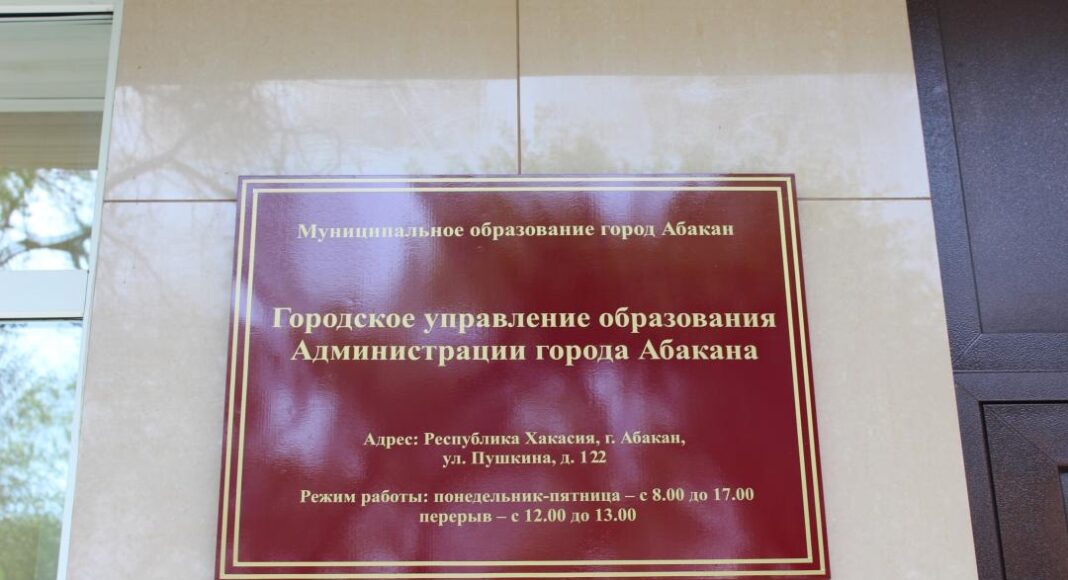 Муниципальное образование город Абакан
Городское управление образования
Администрации города Абакана
Адрес: Республика Хакасия, г. Абакан,
ул. Пушкина, д. 122
Режим работы: понедельник-пятница – с 8.00 до 17.00
перерыв – с 12.00 до 13.00